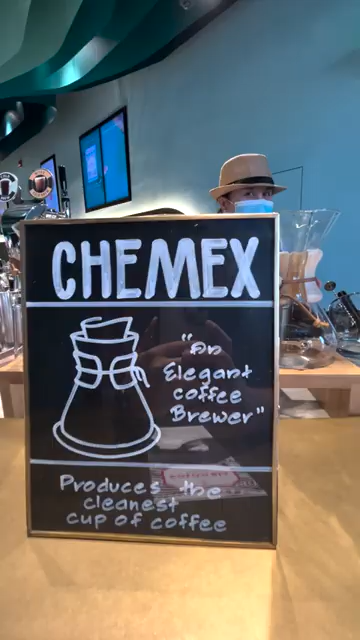 CHEMEX
"An
Elegant
coffee
Brewer"
Produces the
cleanest
cup of coffee